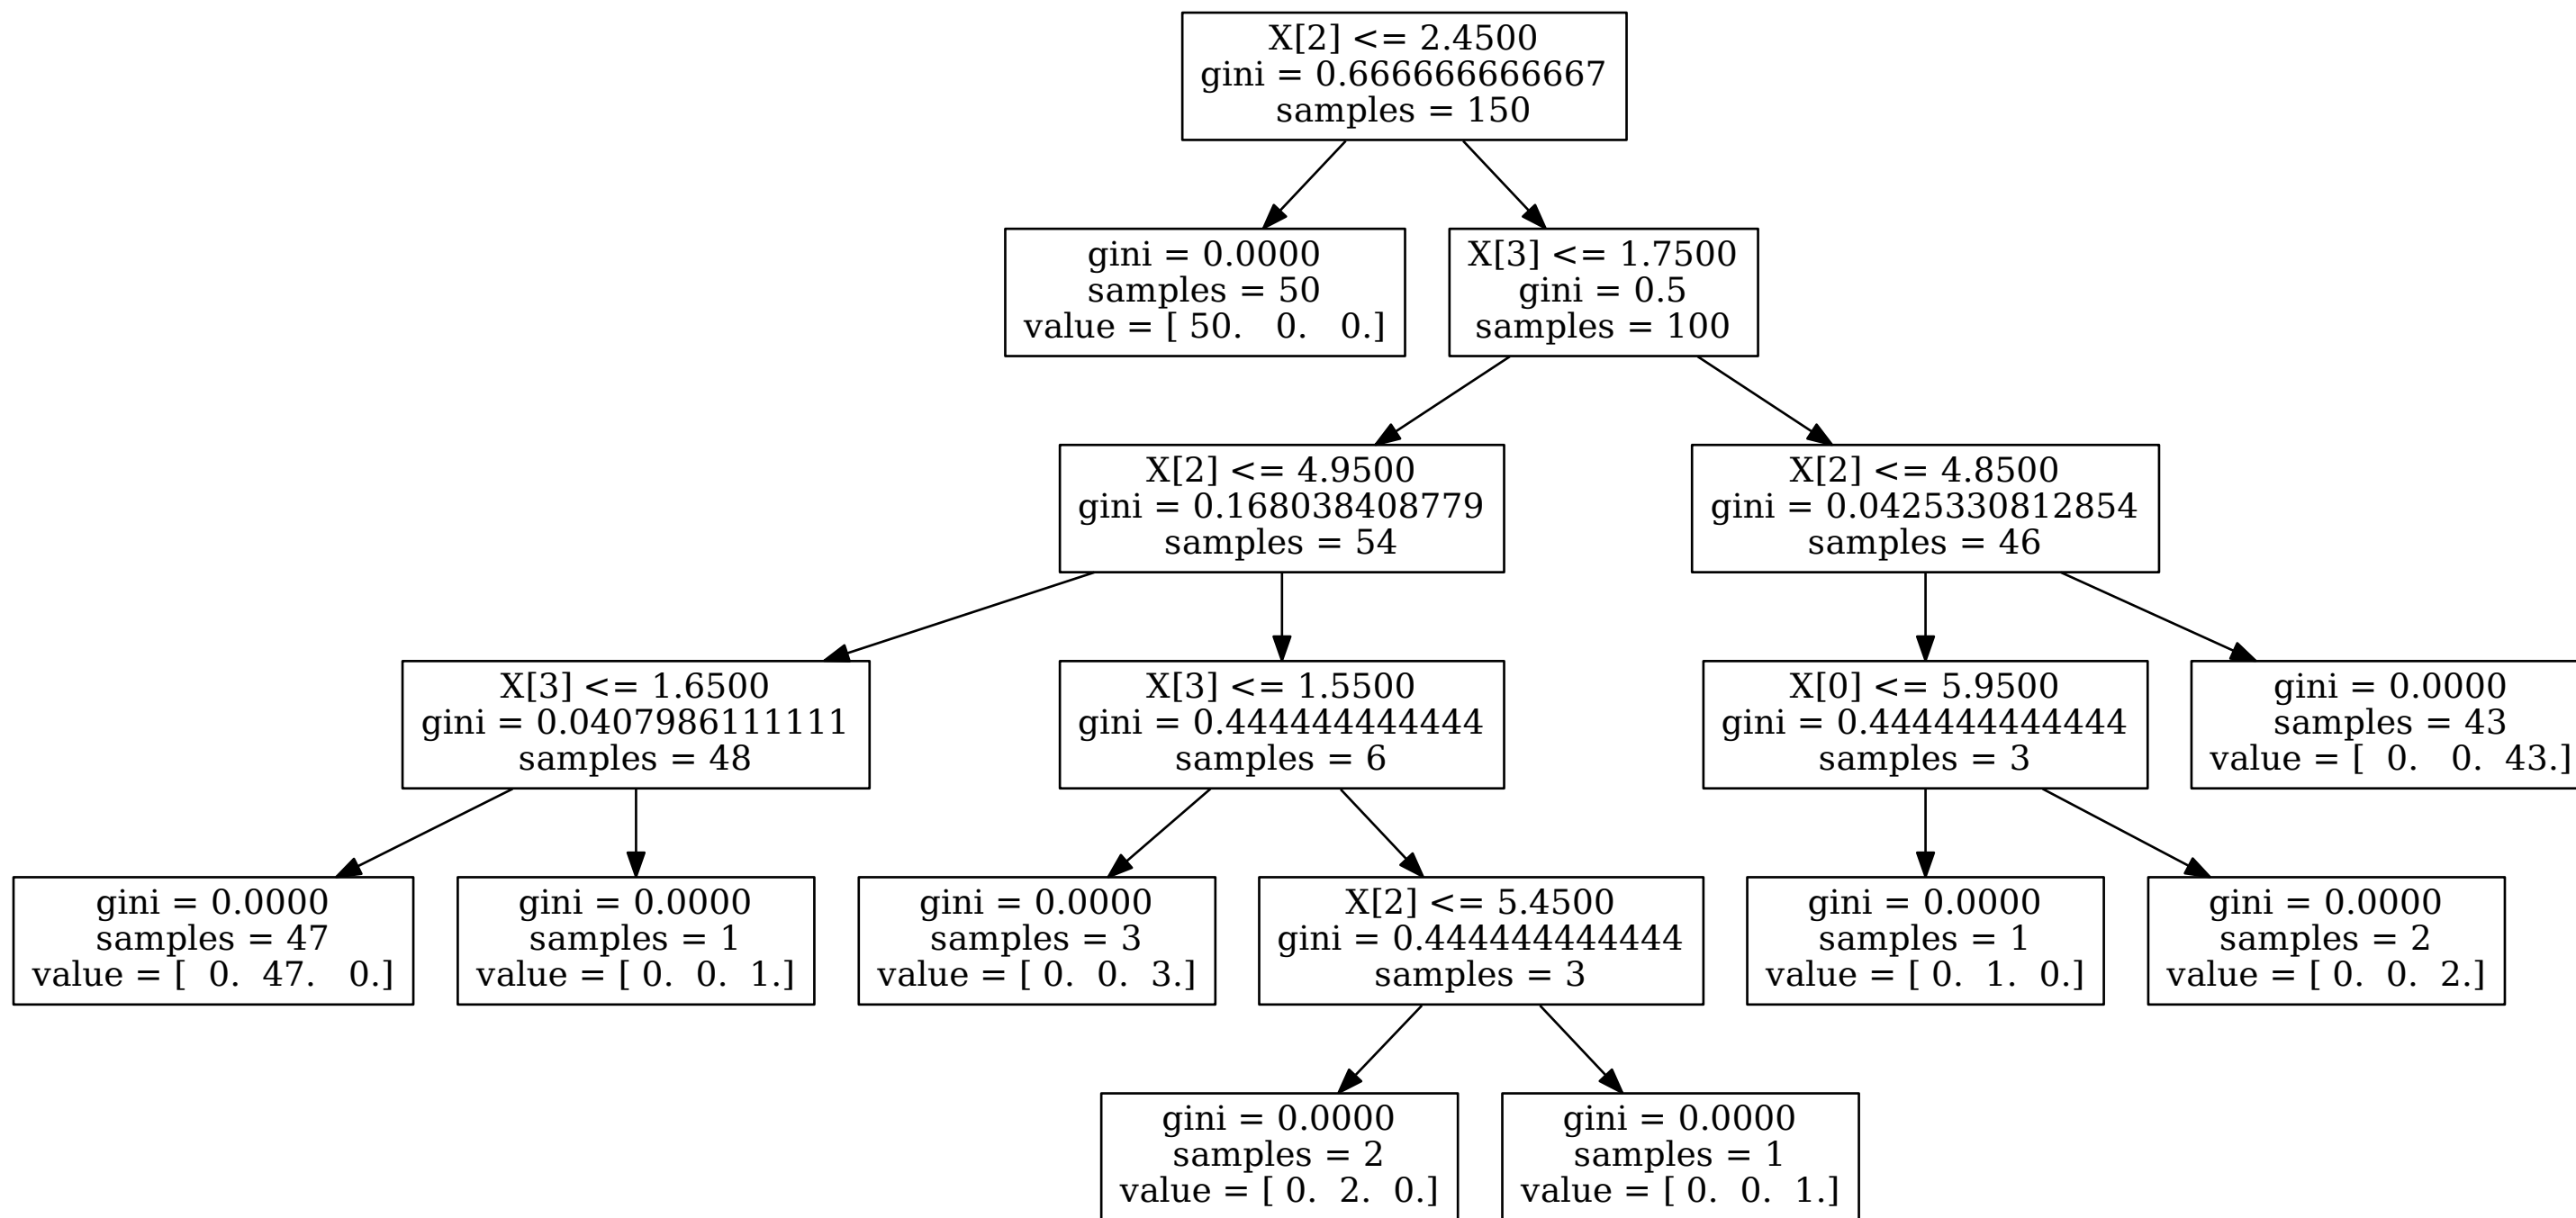 X[2] <= 2.4500
gini = 0.666666666667
samples = 150
gini = 0.0000
samples = 50
value = [ 50.   0.   0.]
X[3] <= 1.7500
gini = 0.5
samples = 100
X[2] <= 4.9500
gini = 0.168038408779
samples = 54
X[2] <= 4.8500
gini = 0.0425330812854
samples = 46
X[3] <= 1.6500
gini = 0.0407986111111
samples = 48
X[3] <= 1.5500
gini = 0.444444444444
samples = 6
X[0] <= 5.9500
gini = 0.444444444444
samples = 3
gini = 0.0000
samples = 43
value = [  0.   0.  43.]
gini = 0.0000
samples = 47
value = [  0.  47.   0.]
gini = 0.0000
samples = 1
value = [ 0.  0.  1.]
gini = 0.0000
samples = 3
value = [ 0.  0.  3.]
X[2] <= 5.4500
gini = 0.444444444444
samples = 3
gini = 0.0000
samples = 1
value = [ 0.  1.  0.]
gini = 0.0000
samples = 2
value = [ 0.  0.  2.]
gini = 0.0000
samples = 2
value = [ 0.  2.  0.]
gini = 0.0000
samples = 1
value = [ 0.  0.  1.]